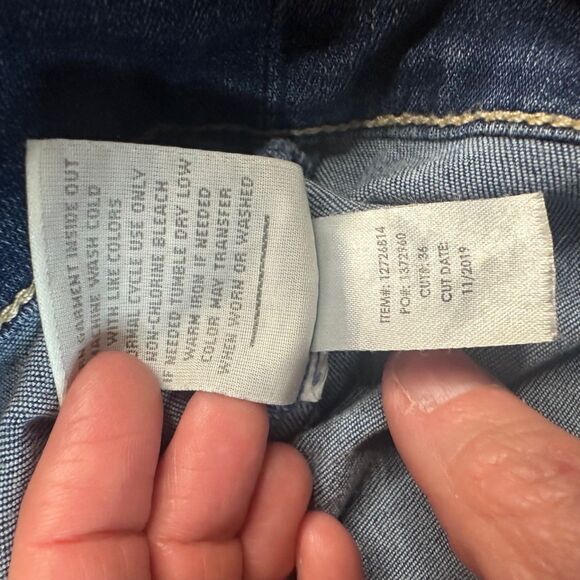 GARMENT INSIDE OUT
MACHINE WASH COLD
WITH LIKE COLORS
NORMAL CYCLE USE ONLY
NON-CHLORINE BLEACH
IF NEEDED TUMBLE DRY LOW
WARM IRON IF NEEDED
COLOR MAY TRANSFER
WHEN WORN OR WASHED
ITEM#: 12726814
PO#: 1372960
CUT#: 36
CUT DATE:
11/2019